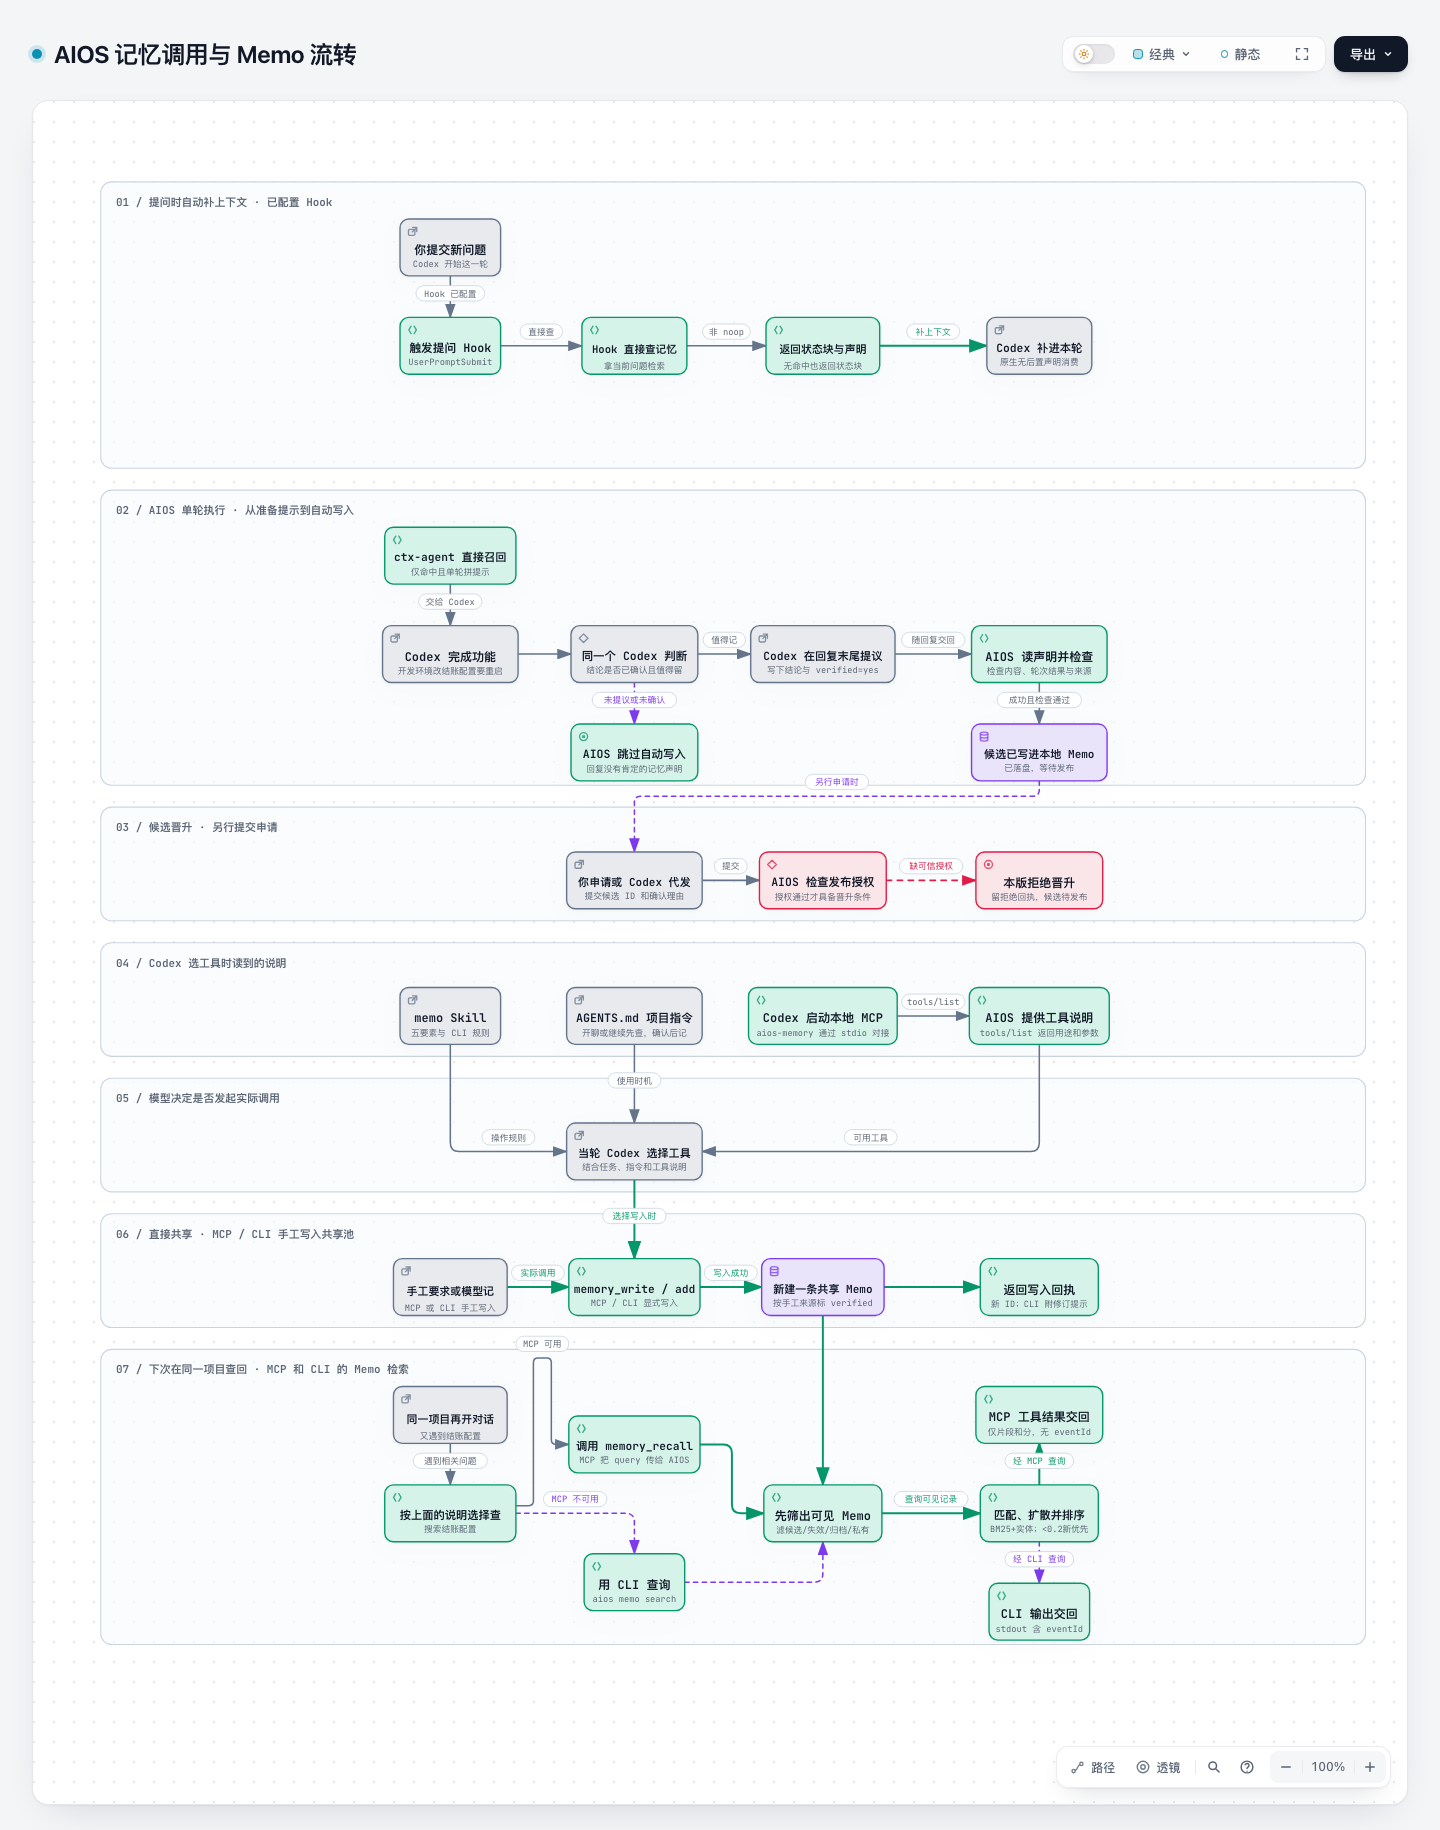 AIOS 记忆调用与 Memo 流转
经典
静态
导出
01 / 提问时自动补上下文 · 已配置 Hook
你提交新问题
Codex 开始这一轮
Hook 已配置
触发提问 Hook
UserPromptSubmit
直接查
Hook 直接查记忆
拿当前问题检索
非 noop
返回状态块与声明
无命中也返回状态块
补上下文
Codex 补进本轮
原生无后置声明消费
02 / AIOS 单轮执行 · 从准备提示到自动写入
ctx-agent 直接召回
仅命中且单轮拼提示
交给 Codex
Codex 完成功能
开发环境改结账配置要重启
同一个 Codex 判断
结论是否已确认且值得留
值得记
Codex 在回复末尾提议
写下结论与 verified=yes
随回复交回
AIOS 读声明并检查
检查内容、轮次结果与来源
未提议或未确认
成功且检查通过
AIOS 跳过自动写入
回复没有肯定的记忆声明
候选已写进本地 Memo
已落盘，等待发布
另行申请时
03 / 候选晋升 · 另行提交申请
你申请或 Codex 代发
提交候选 ID 和确认理由
提交
AIOS 检查发布授权
授权通过才具备晋升条件
缺可信授权
本版拒绝晋升
留拒绝回执，候选待发布
04 / Codex 选工具时读到的说明
memo Skill
五要素与 CLI 规则
AGENTS.md 项目指令
开聊或继续先查，确认后记
Codex 启动本地 MCP
aios-memory 通过 stdio 对接
tools/list
AIOS 提供工具说明
tools/list 返回用途和参数
使用时机
05 / 模型决定是否发起实际调用
操作规则
当轮 Codex 选择工具
结合任务、指令和工具说明
可用工具
选择写入时
06 / 直接共享 · MCP / CLI 手工写入共享池
手工要求或模型记
MCP 或 CLI 手工写入
实际调用
memory_write / add
MCP / CLI 显式写入
写入成功
新建一条共享 Memo
按手工来源标 verified
返回写入回执
新 ID；CLI 附修订提示
MCP 可用
07 / 下次在同一项目查回 · MCP 和 CLI 的 Memo 检索
同一项目再开对话
又遇到结账配置
遇到相关问题
按上面的说明选择查
搜索结账配置
调用 memory_recall
MCP 把 query 传给 AIOS
MCP 不可用
用 CLI 查询
aios memo search
先筛出可见 Memo
滤候选/失效/归档/私有
查询可见记录
MCP 工具结果交回
仅片段和分，无 eventId
经 MCP 查询
匹配、扩散并排序
BM25+实体；<0.2新优先
经 CLI 查询
CLI 输出交回
stdout 含 eventId
路径
透镜
100%